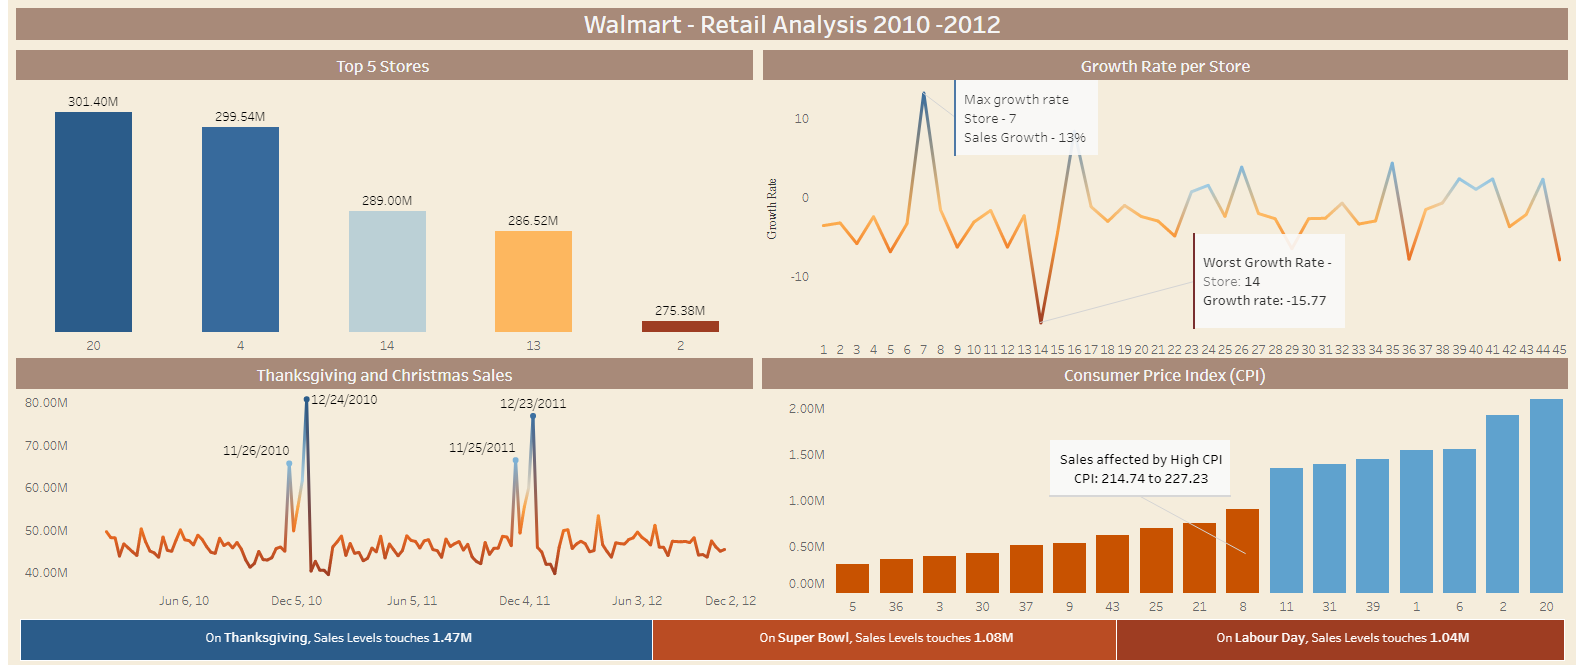 Walmart - Retail Analysis 2010 -2012
Top 5 Stores
301.40M
299.54M
289.00M
286.52M
275.38M
20 4 14 13 2
Growth Rate per Store
Growth Rate
10
0
-10
Max growth rate
Store - 7
Sales Growth - 13%
Worst Growth Rate -
Store: 14
Growth rate: -15.77
1 2 3 4 5 6 7 8 9 10 11 12 13 14 15 16 17 18 19 20 21 22 23 24 25 26 27 28 29 30 31 32 33 34 35 36 37 38 39 40 41 42 43 44 45
Thanksgiving and Christmas Sales
80.00M
70.00M
60.00M
50.00M
40.00M
11/26/2010
12/24/2010
11/25/2011
12/23/2011
Jun 6, 10 Dec 5, 10 Jun 5, 11 Dec 4, 11 Jun 3, 12 Dec 2, 12
Consumer Price Index (CPI)
2.00M
1.50M
1.00M
0.50M
0.00M
Sales affected by High CPI
CPI: 214.74 to 227.23
5 36 3 30 37 9 43 25 21 8 11 31 39 1 6 2 20
On Thanksgiving, Sales Levels touches 1.47M
On Super Bowl, Sales Levels touches 1.08M
On Labour Day, Sales Levels touches 1.04M